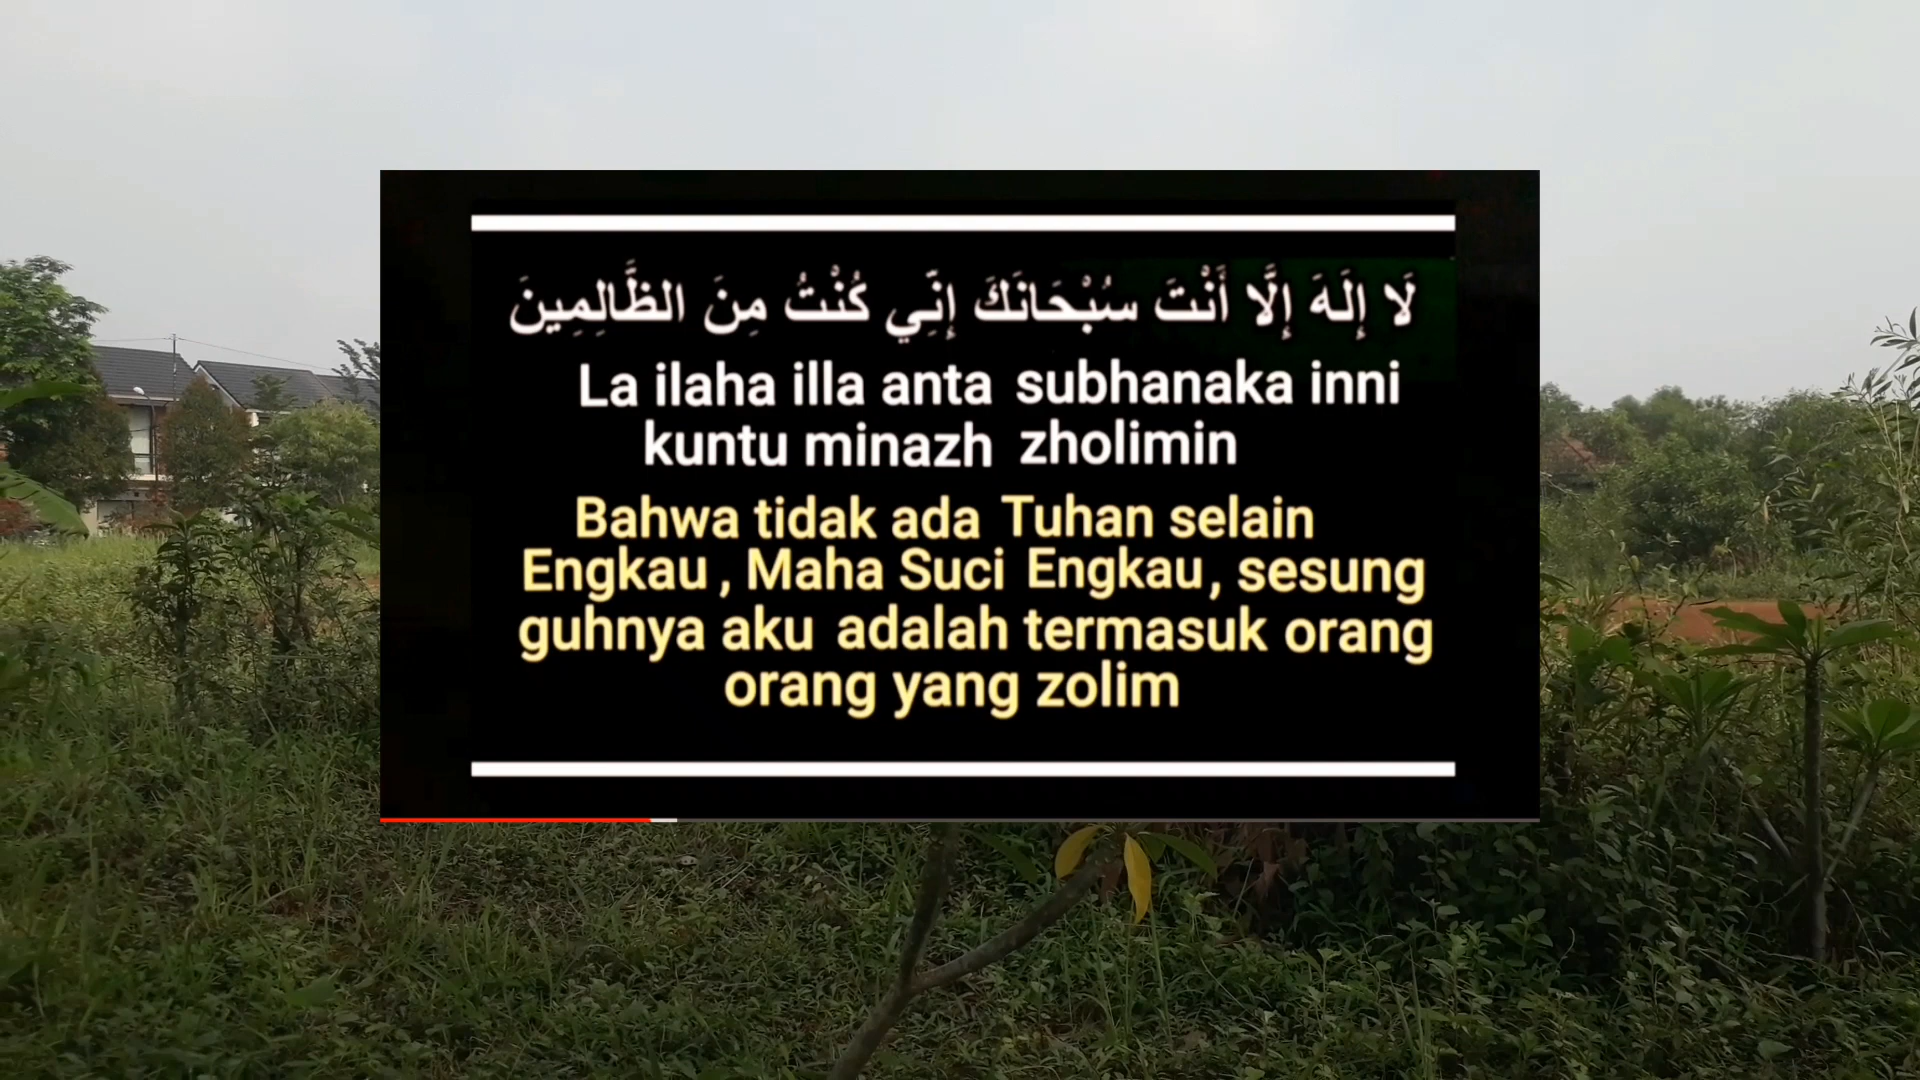 لَا إِلَهَ إِلَّا أَنْتَ سُبْحَانَكَ إِنِّي كُنْتُ مِنَ الظَّالِمِينَ
La ilaha illa anta subhanaka inni
kuntu minazh zholimin
Bahwa tidak ada Tuhan selain
Engkau , Maha Suci Engkau, sesung
guhnya aku adalah termasuk orang
orang yang zolim